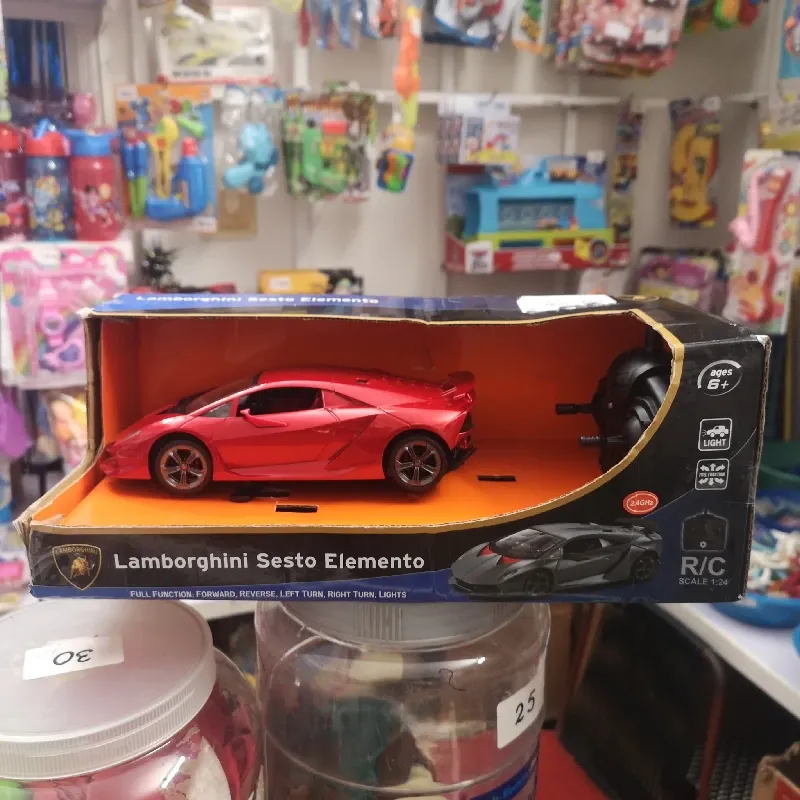 Lamborghini Sesto Elemento
ages
6+
LIGHT
2.4GHz
LAMBORGHINI
Lamborghini Sesto Elemento
R/C
SCALE 1:24
FULL FUNCTION: FORWARD, REVERSE, LEFT TURN, RIGHT TURN, LIGHTS
30
25